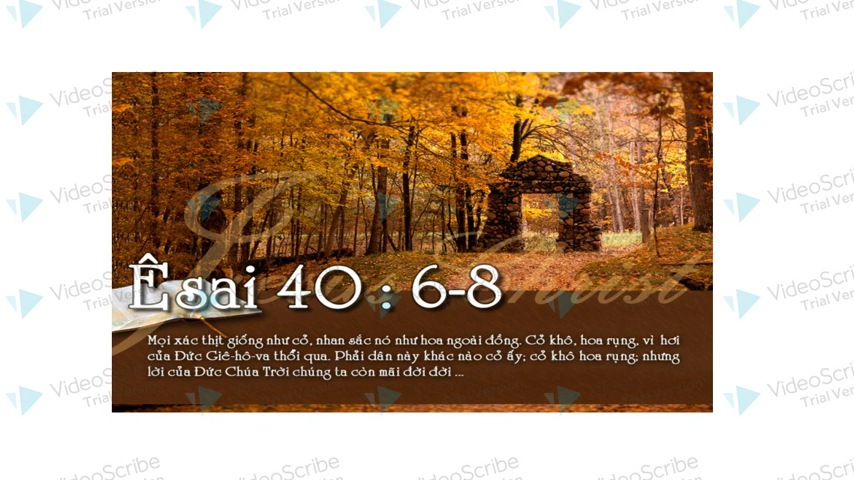 Jesus Christ
Êsai 40 : 6-8
Mọi xác thịt giống như cỏ, nhan sắc nó như hoa ngoài đồng. Cỏ khô, hoa rụng, vì hơi
của Đức Giê-hô-va thổi qua. Phải dân này khác nào cỏ ấy; cỏ khô hoa rụng; nhưng
lời của Đức Chúa Trời chúng ta còn mãi đời đời ...
VideoScribe
Trial Version